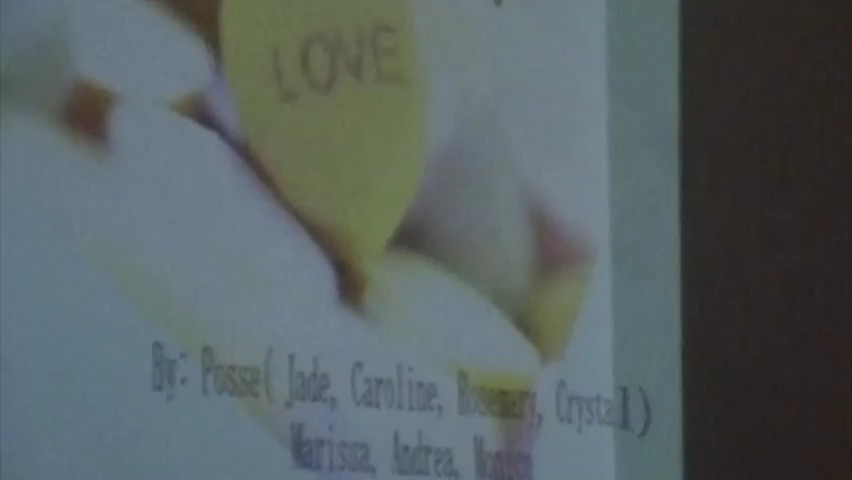 LOVE
By: Posse( Jade, Caroline, Rosemary, Crystal)
Marissa, Andrea,